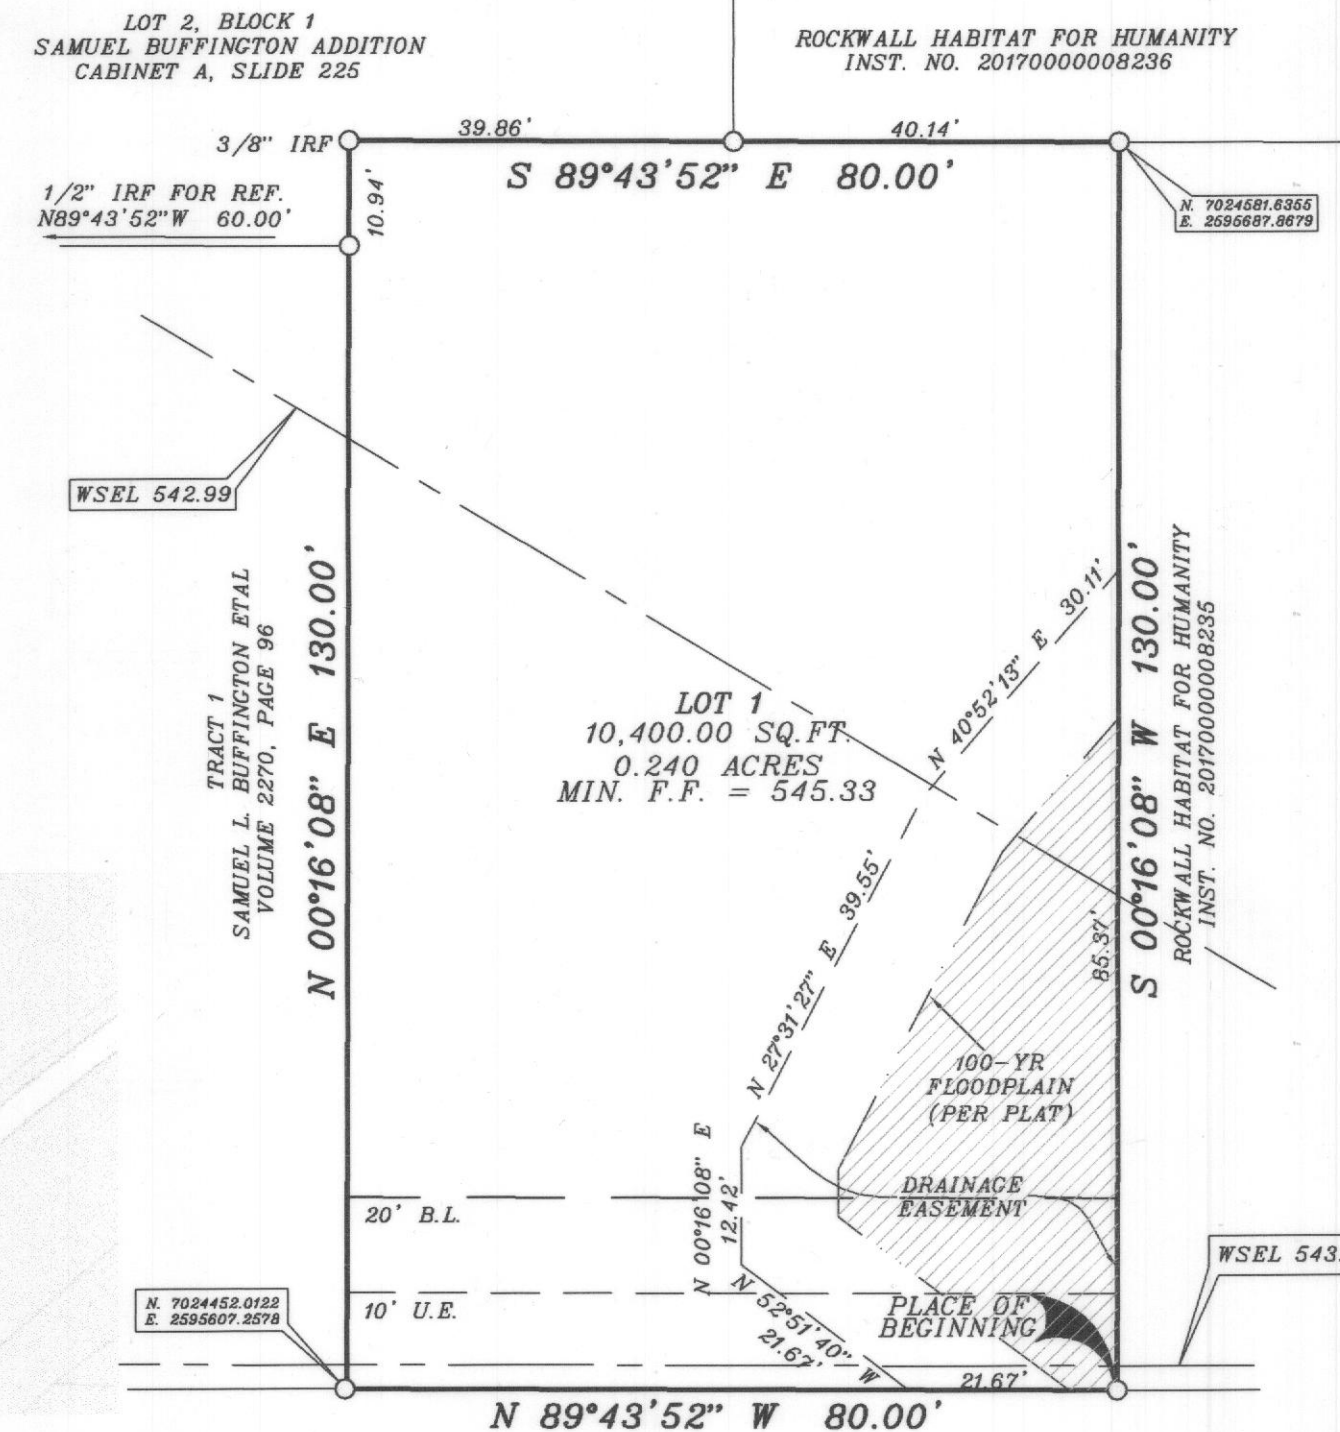 LOT 2, BLOCK 1
SAMUEL BUFFINGTON ADDITION
CABINET A, SLIDE 225
ROCKWALL HABITAT FOR HUMANITY
INST. NO. 20170000008236
3/8" IRF
39.86'
40.14'
S 89°43'52" E 80.00'
1/2" IRF FOR REF.
N89°43'52"W 60.00'
10.94'
N. 7024581.6355
E. 2595687.8679
WSEL 542.99
TRACT 1
SAMUEL L. BUFFINGTON ETAL
VOLUME 2270, PAGE 96
N 00°16'08" E 130.00'
LOT 1
10,400.00 SQ.FT.
0.240 ACRES
MIN. F.F. = 545.33
N 40°52'13" E 30.11'
S 00°16'08" W 130.00'
ROCKWALL HABITAT FOR HUMANITY
INST. NO. 20170000008235
85.37'
N 27°31'27" E 39.55'
100-YR
FLOODPLAIN
(PER PLAT)
N 00°16'08" E
12.42'
DRAINAGE
EASEMENT
20' B.L.
WSEL 543.
N. 7024452.0122
E. 2595607.2578
10' U.E.
N 52°51'40" W
21.67'
PLACE OF
BEGINNING
21.67'
N 89°43'52" W 80.00'